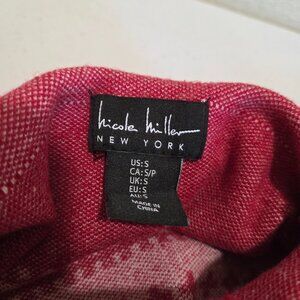 Nicole Miller
NEW YORK
US: S
CA: S/P
UK: S
EU: S
AU: S
MADE IN
CHINA